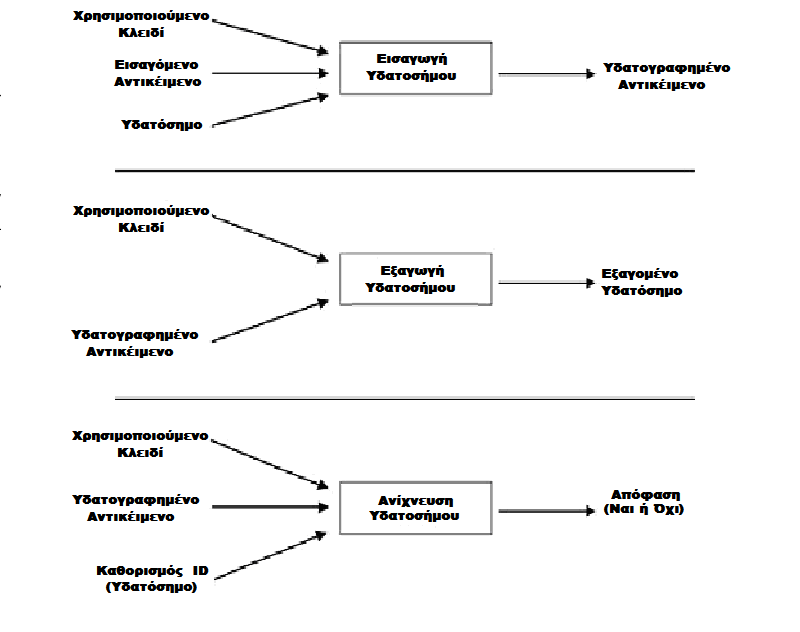 Χρησιμοποιούμενο
Κλειδί
Εισαγόμενο
Αντικείμενο
Υδατόσημο
Εισαγωγή
Υδατοσήμου
Υδατογραφημένο
Αντικείμενο
Χρησιμοποιούμενο
Κλειδί
Υδατογραφημένο
Αντικείμενο
Εξαγωγή
Υδατοσήμου
Εξαγομένο
Υδατόσημο
Χρησιμοποιούμενο
Κλειδί
Υδατογραφημένο
Αντικείμενο
Καθορισμός ID
(Υδατόσημο)
Ανίχνευση
Υδατοσήμου
Απόφαση
(Ναι ή Όχι)